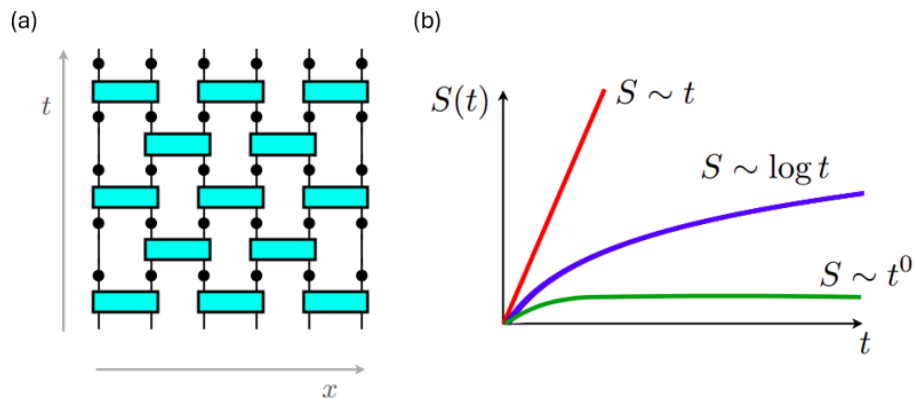 (a)
t
x
(b)
S(t)
S ∼ t
S ∼ log t
S ∼ t⁰
t